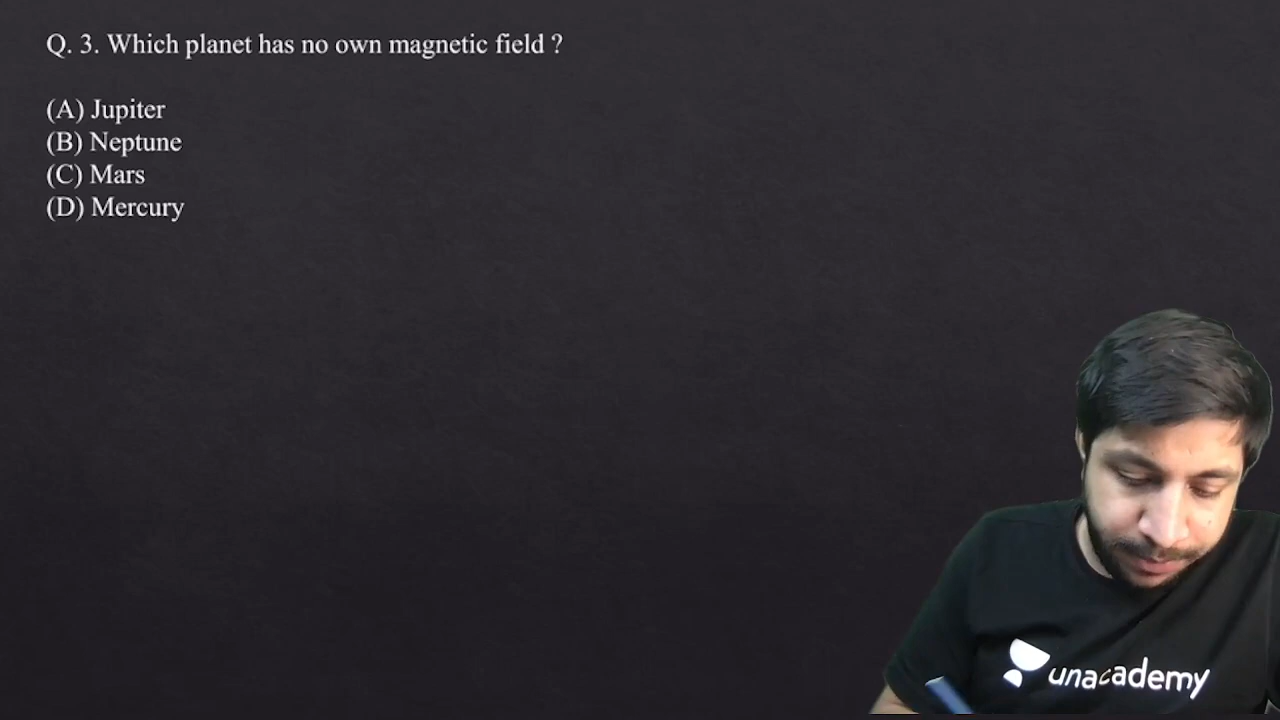 Q. 3. Which planet has no own magnetic field ?
(A) Jupiter
(B) Neptune
(C) Mars
(D) Mercury
unacademy